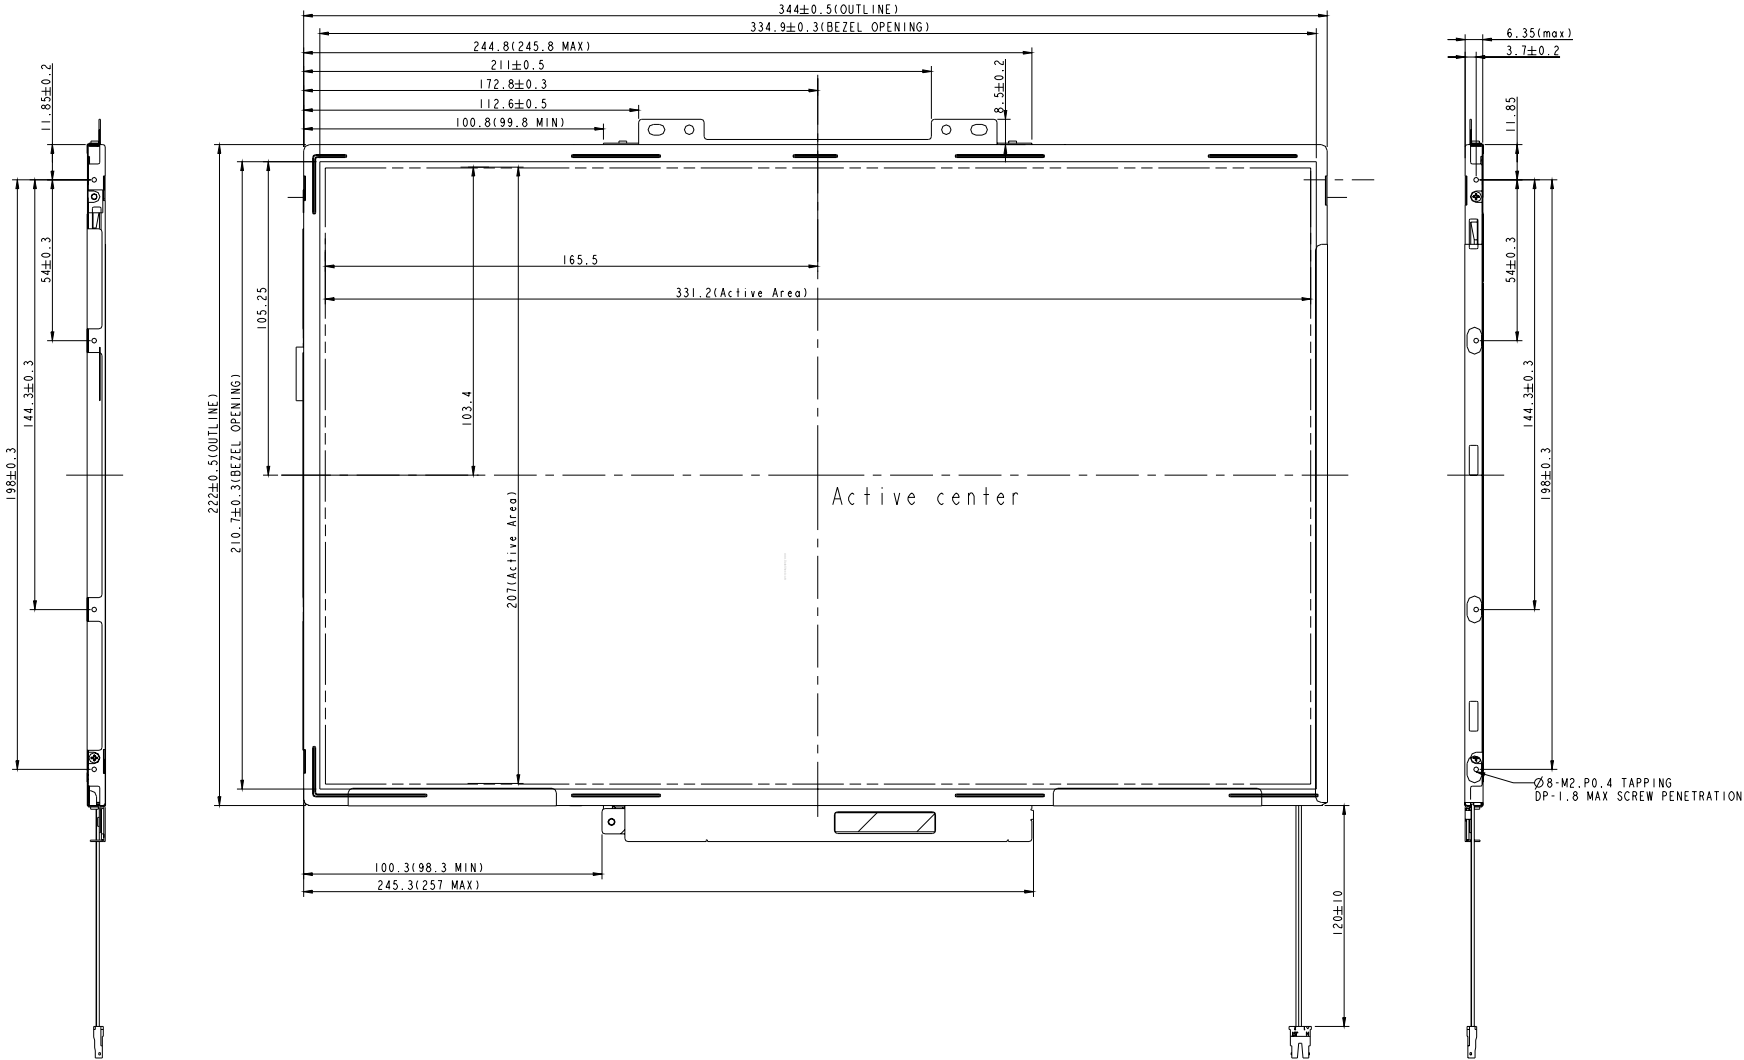 344±0.5(OUTLINE)
334.9±0.3(BEZEL OPENING)
244.8(245.8 MAX)
211±0.5
172.8±0.3
112.6±0.5
100.8(99.8 MIN)
8.5±0.2
6.35(max)
3.7±0.2
11.85±0.2
11.85
54±0.3
144.3±0.3
198±0.3
105.25
222±0.5(OUTLINE)
210.7±0.3(BEZEL OPENING)
165.5
331.2(Active Area)
103.4
207(Active Area)
Active center
54±0.3
144.3±0.3
198±0.3
Ø8-M2.P0.4 TAPPING
DP-1.8 MAX SCREW PENETRATION
100.3(98.3 MIN)
245.3(257 MAX)
120±10